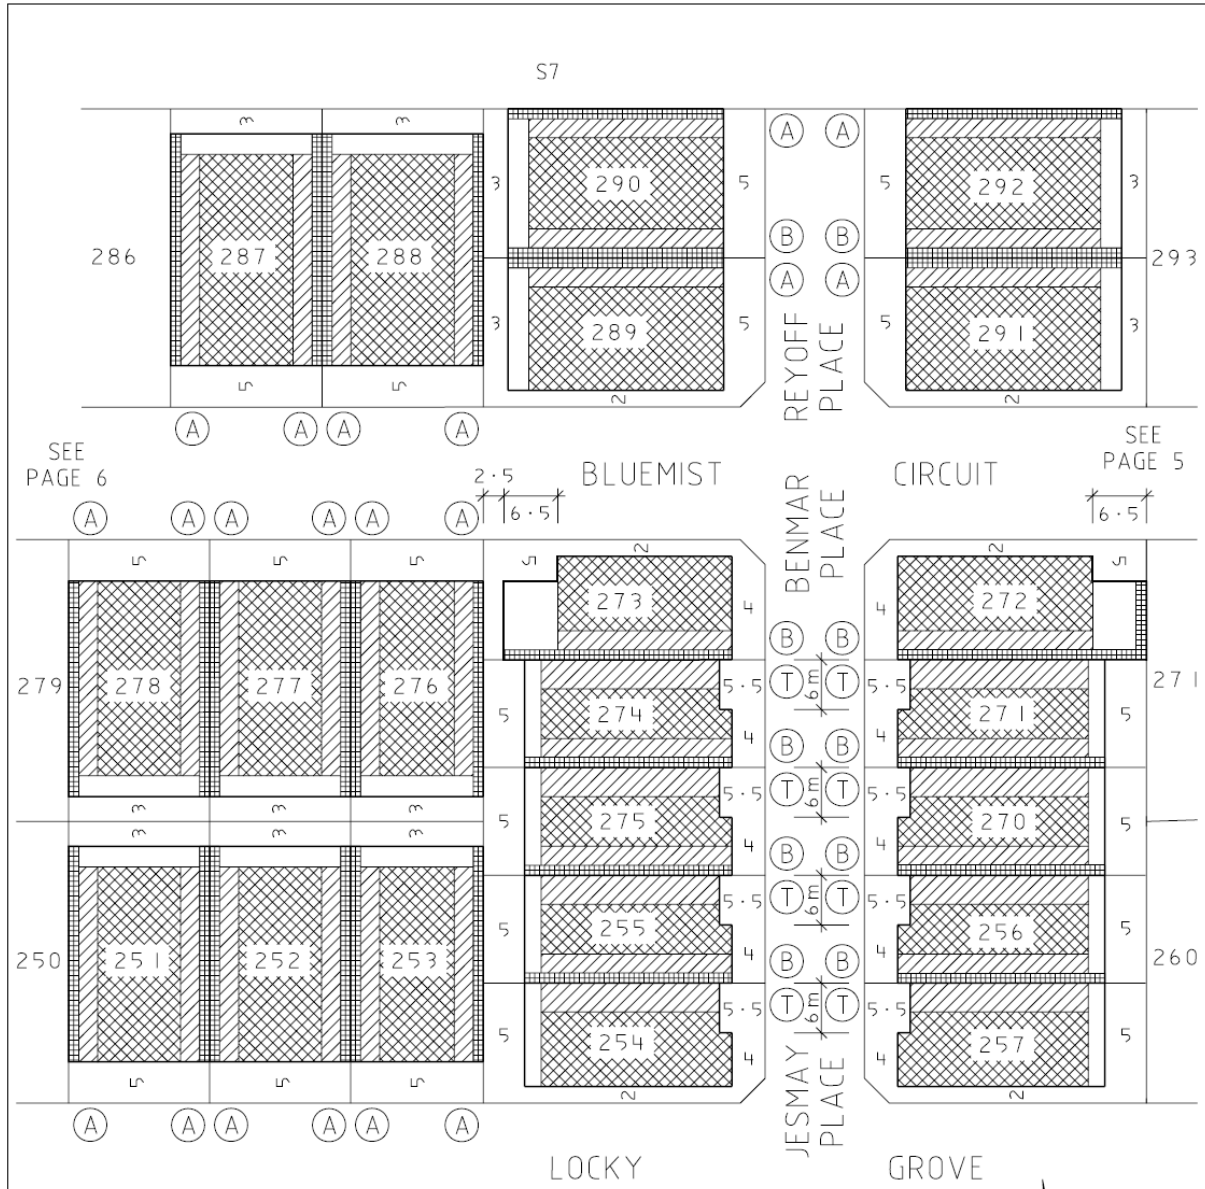 S7
3 3
A A
3 290 5 5 292 3
286 287 288 B B 293
A A
3 289 5 5 291 3
5 5 2 2
REYOFF
PLACE
A A A A
SEE
PAGE 6
BLUEMIST CIRCUIT
SEE
PAGE 5
2·5
6·5 6·5
A A A A A A
BENMAR
PLACE
5 5 5 5 2 2 5
273 4 4 272
B B
279 278 277 276 5 274 5·5 T 6m T 5·5 271 5 271
4 B B 4
5·5 T 6m T 5·5
3 3 3 5 275 270 5
3 3 3 4 B B 4
5·5 T 6m T 5·5
5 255 256 5
250 251 252 253 4 B B 4 260
5·5 T 6m T 5·5
5 254 257 5
4 4
5 5 5 2 2
JESMAY
PLACE
A A A A A A
LOCKY GROVE